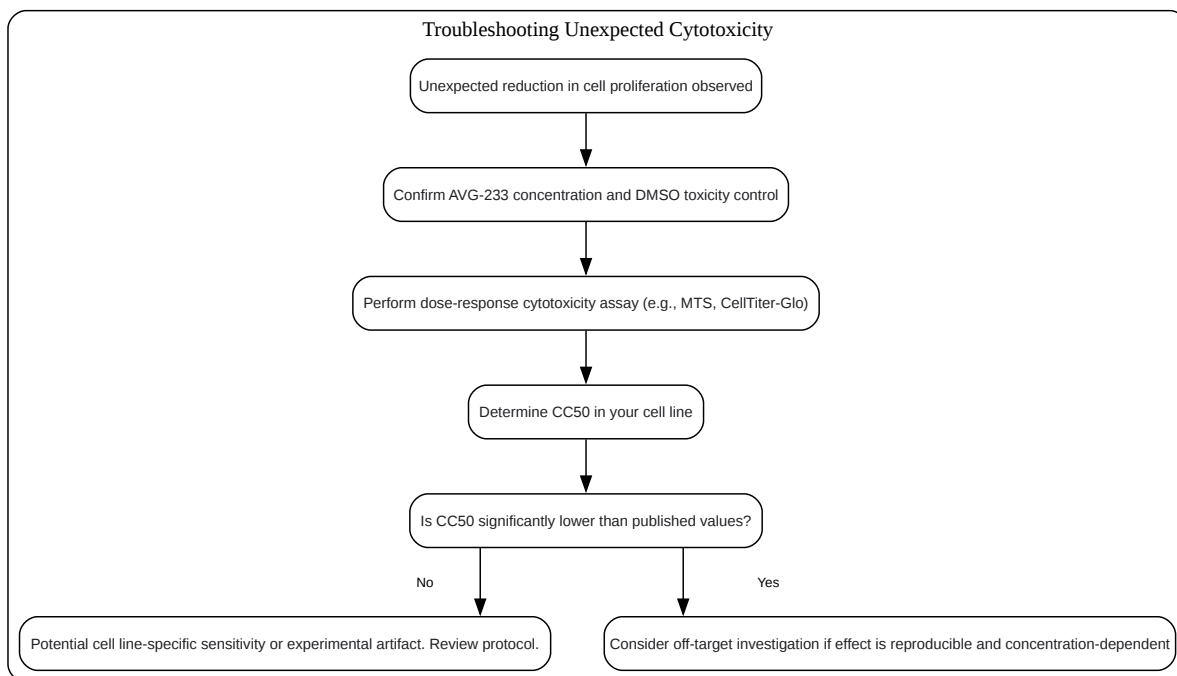 Troubleshooting Unexpected Cytotoxicity
Unexpected reduction in cell proliferation observed
Confirm AVG-233 concentration and DMSO toxicity control
Perform dose-response cytotoxicity assay (e.g., MTS, CellTiter-Glo)
Determine CC50 in your cell line
Is CC50 significantly lower than published values?
No
Yes
Potential cell line-specific sensitivity or experimental artifact. Review protocol.
Consider off-target investigation if effect is reproducible and concentration-dependent